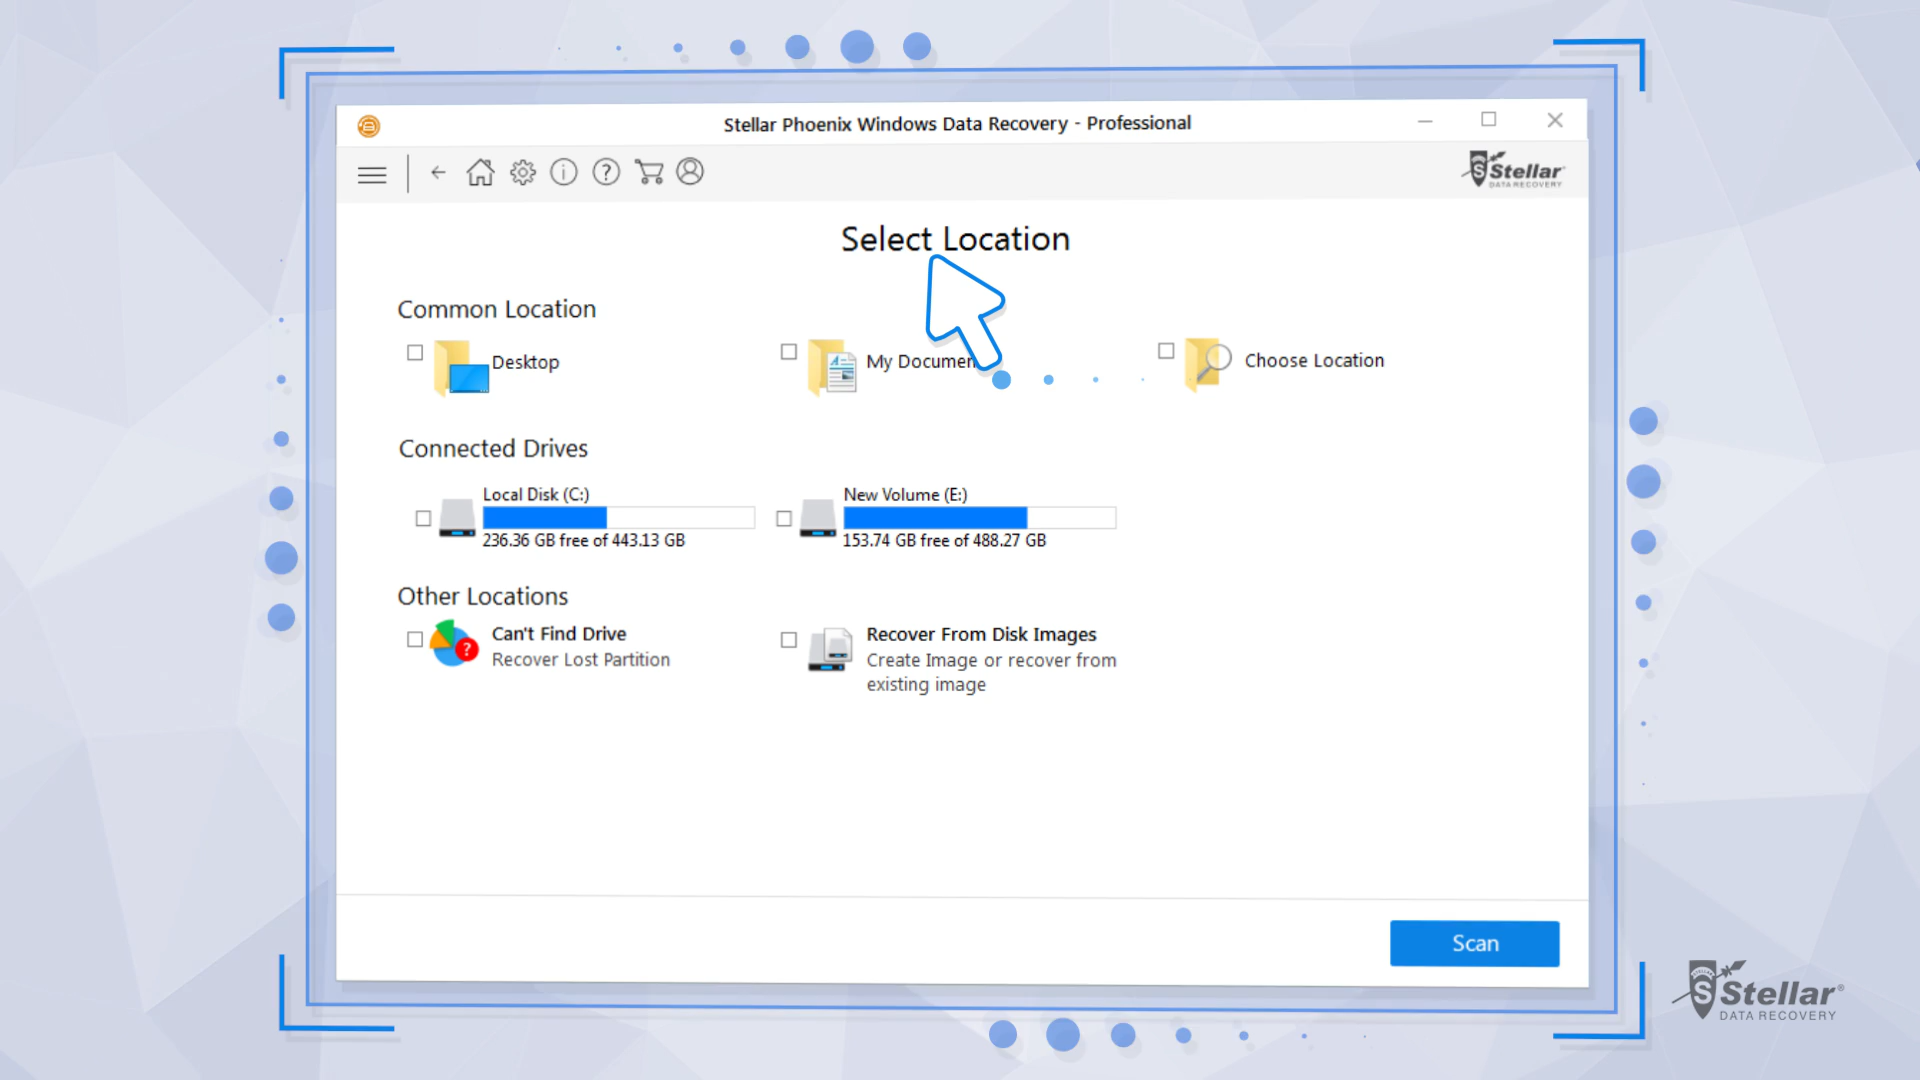 Stellar Phoenix Windows Data Recovery - Professional
Stellar
DATA RECOVERY
Select Location
Common Location
Desktop
My Documen
Choose Location
Connected Drives
Local Disk (C:)
236.36 GB free of 443.13 GB
New Volume (E:)
153.74 GB free of 488.27 GB
Other Locations
Can't Find Drive
Recover Lost Partition
Recover From Disk Images
Create Image or recover from
existing image
Scan
Stellar®
DATA RECOVERY